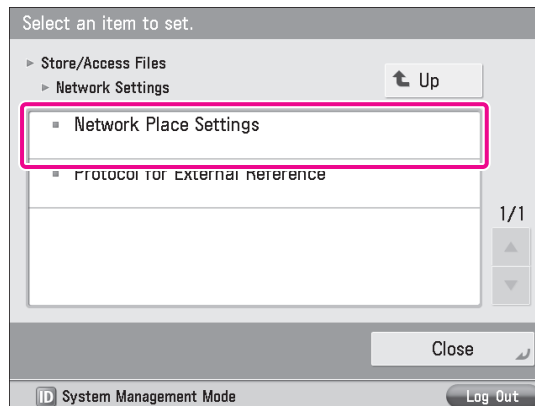 Select an item to set.
Store/Access Files
Network Settings
Up
Network Place Settings
Protocol for External Reference
1/1
Close
ID System Management Mode
Log Out